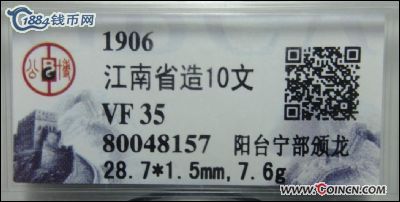 1884钱币网
1906
江南省造10文
VF 35
80048157 阳台宁部颁龙
28.7*1.5mm, 7.6g
www.COINCN.com